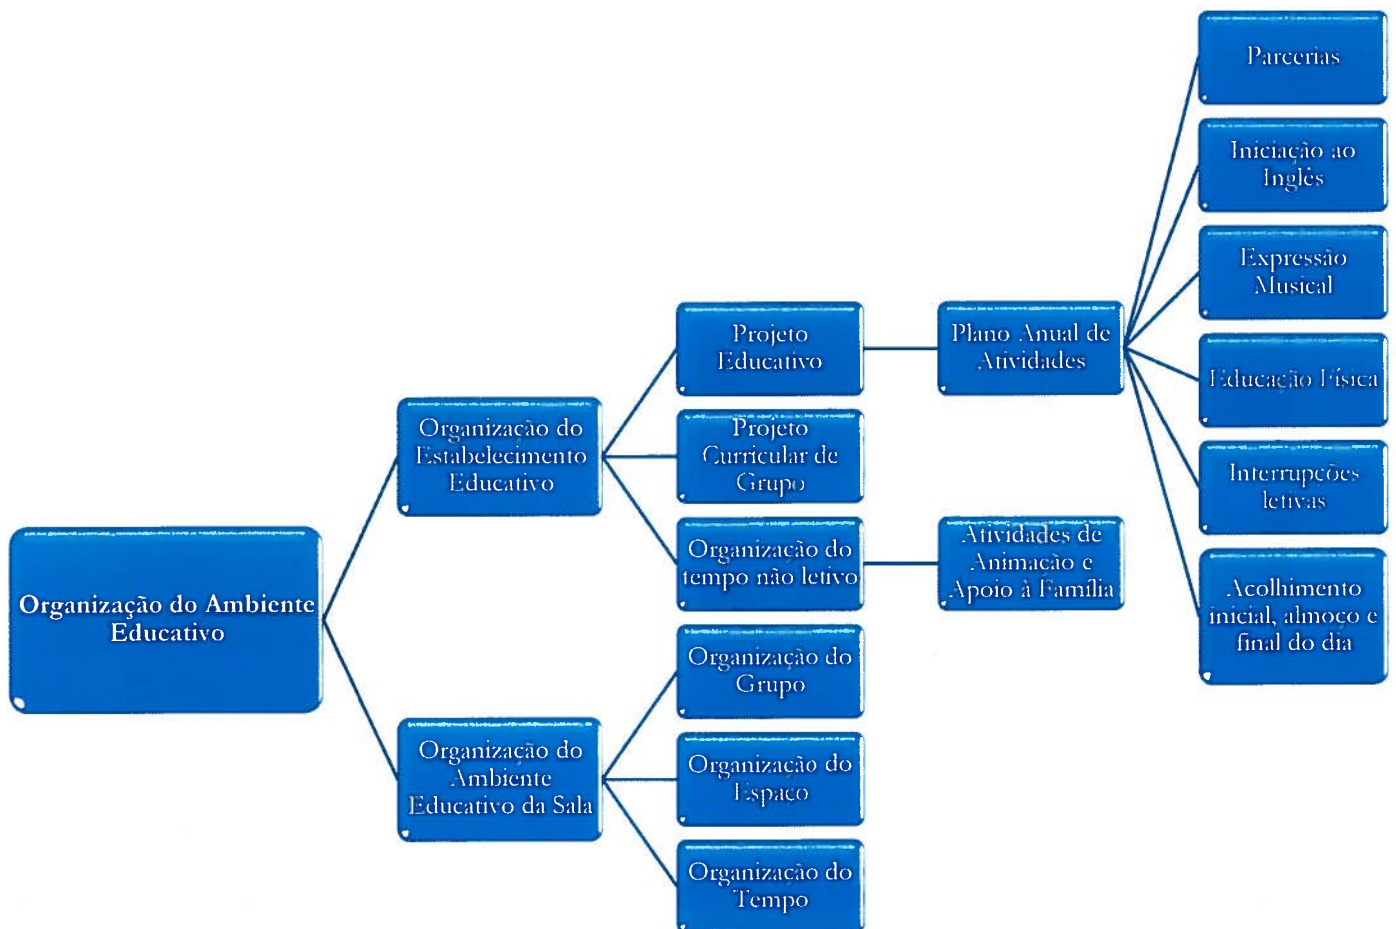 Organização do Ambiente
Educativo
Organização do
Estabelecimento
Educativo
Organização do
Ambiente
Educativo da Sala
Projeto
Educativo
Projeto
Curricular de
Grupo
Organização do
tempo não letivo
Organização do
Grupo
Organização do
Espaço
Organização do
Tempo
Plano Anual de
Atividades
Atividades de
Animação e
Apoio à Família
Parcerias
Iniciação ao
Inglês
Expressão
Musical
Educação Física
Interrupções
letivas
Acolhimento
inicial, almoço e
final do dia